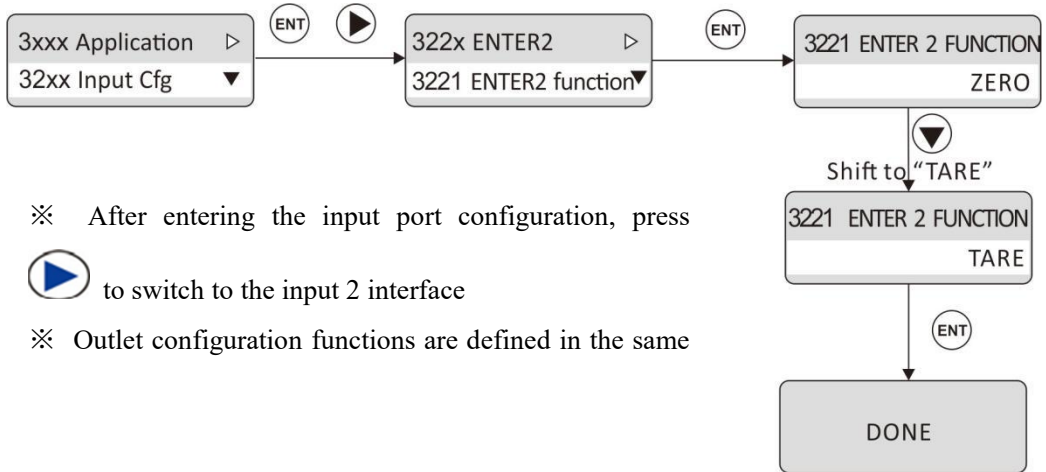 3xxx Application ▷
32xx Input Cfg ▼
ENT
322x ENTER2 ▷
3221 ENTER2 function▼
ENT
3221 ENTER 2 FUNCTION
ZERO
Shift to “TARE”
3221 ENTER 2 FUNCTION
TARE
ENT
DONE
※ After entering the input port configuration, press
to switch to the input 2 interface
※ Outlet configuration functions are defined in the same